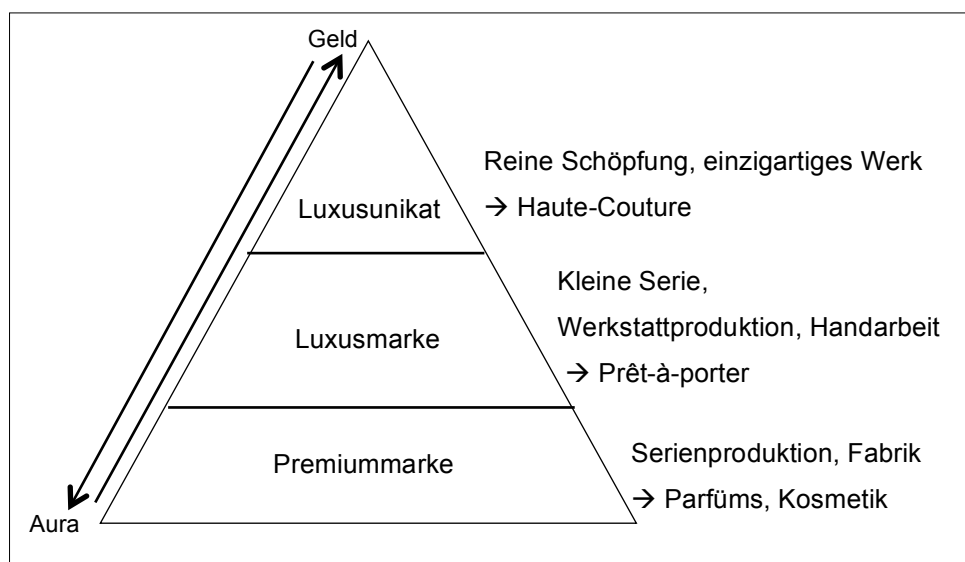 Geld
Reine Schöpfung, einzigartiges Werk
Luxusunikat
→ Haute-Couture
Kleine Serie,
Werkstattproduktion, Handarbeit
Luxusmarke
→ Prêt-à-porter
Premiummarke
Serienproduktion, Fabrik
→ Parfüms, Kosmetik
Aura